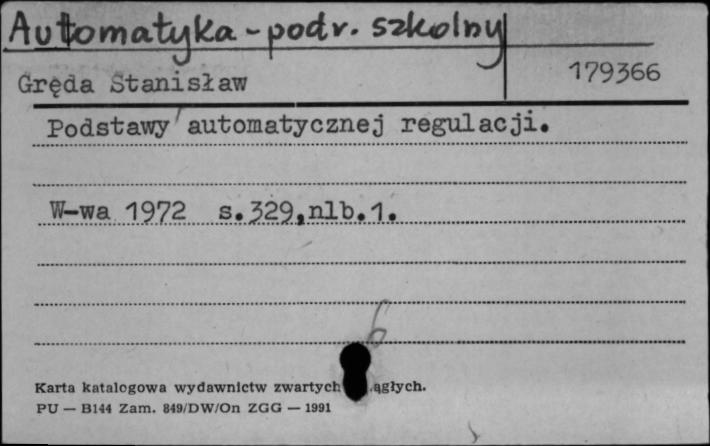 Automatyka - podr. szkolny
Gręda Stanisław 179366
Podstawy automatycznej regulacji.
W-wa 1972 s.329,nlb.1.
6
Karta katalogowa wydawnictw zwartych ągłych.
PU — B144 Zam. 849/DW/On ZGG — 1991